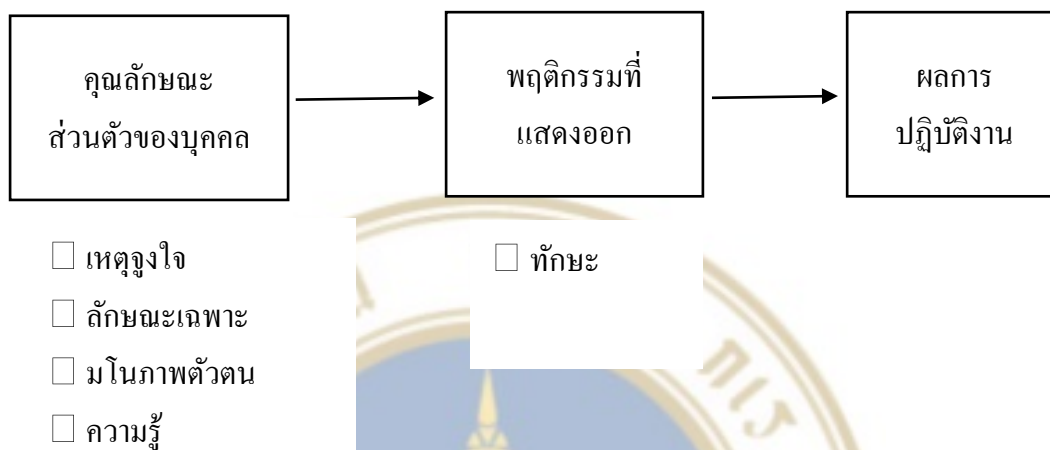 คุณลักษณะ
ส่วนตัวของบุคคล
พฤติกรรมที่
แสดงออก
ผลการ
ปฏิบัติงาน
☐ เหตุจูงใจ
☐ ลักษณะเฉพาะ
☐ มโนภาพตัวตน
☐ ความรู้
☐ ทักษะ